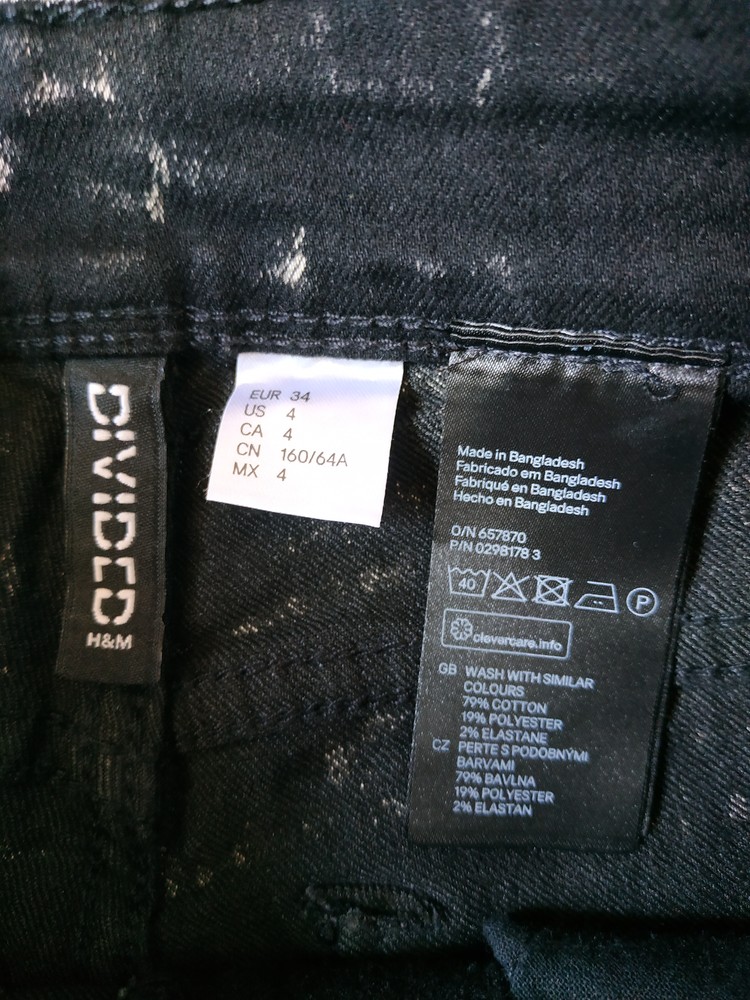 DIVIDED
H&M
EUR 34
US 4
CA 4
CN 160/64A
MX 4
Made in Bangladesh
Fabricado em Bangladesh
Fabriqué en Bangladesh
Hecho en Bangladesh
O/N 657870
P/N 0298178 3
40
P
clevercare.info
GB WASH WITH SIMILAR
COLOURS
79% COTTON
19% POLYESTER
2% ELASTANE
CZ PERTE S PODOBNÝMI
BARVAMI
79% BAVLNA
19% POLYESTER
2% ELASTAN